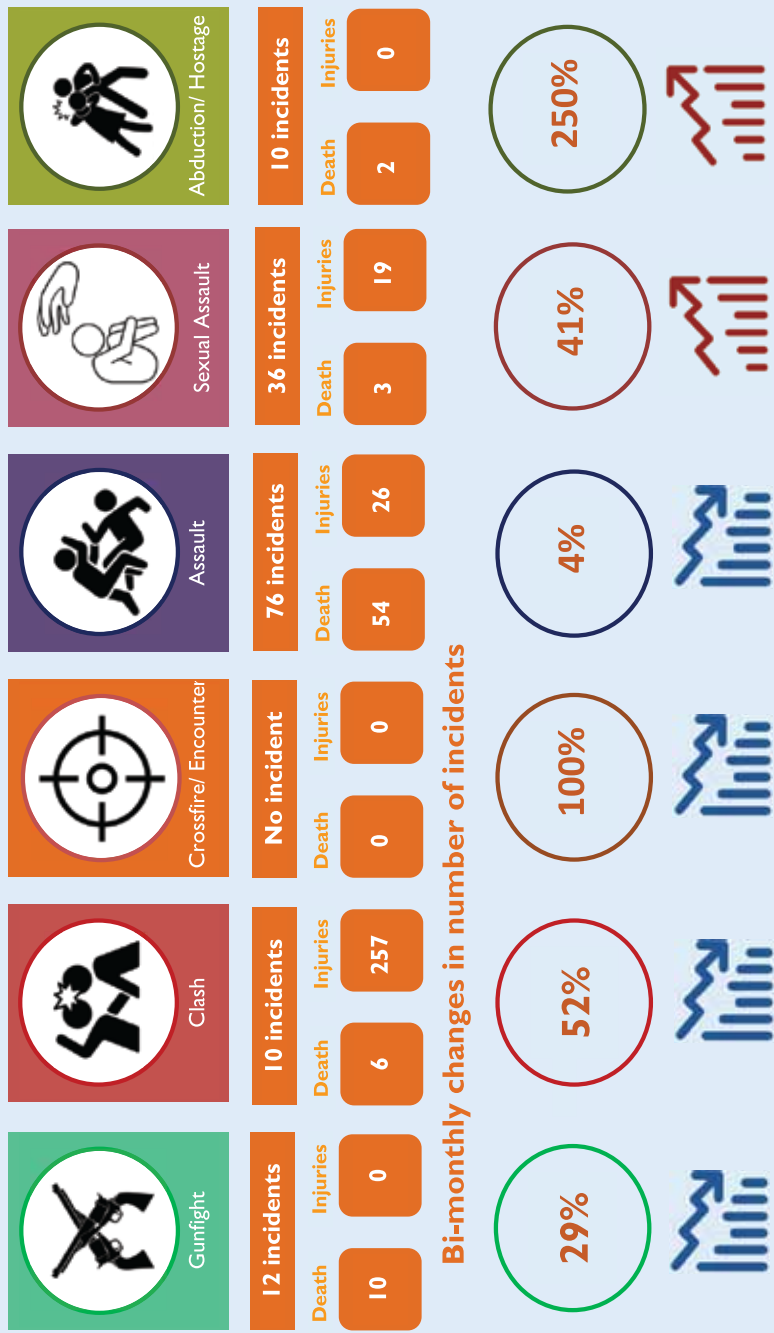 Gunfight
Clash
Crossfire/ Encounter
Assault
Sexual Assault
Abduction/ Hostage
12 incidents
10 incidents
No incident
76 incidents
36 incidents
10 incidents
Death Injuries
Death Injuries
Death Injuries
Death Injuries
Death Injuries
Death Injuries
10 0
6 257
0 0
54 26
3 19
2 0
Bi-monthly changes in number of incidents
29%
52%
100%
4%
41%
250%